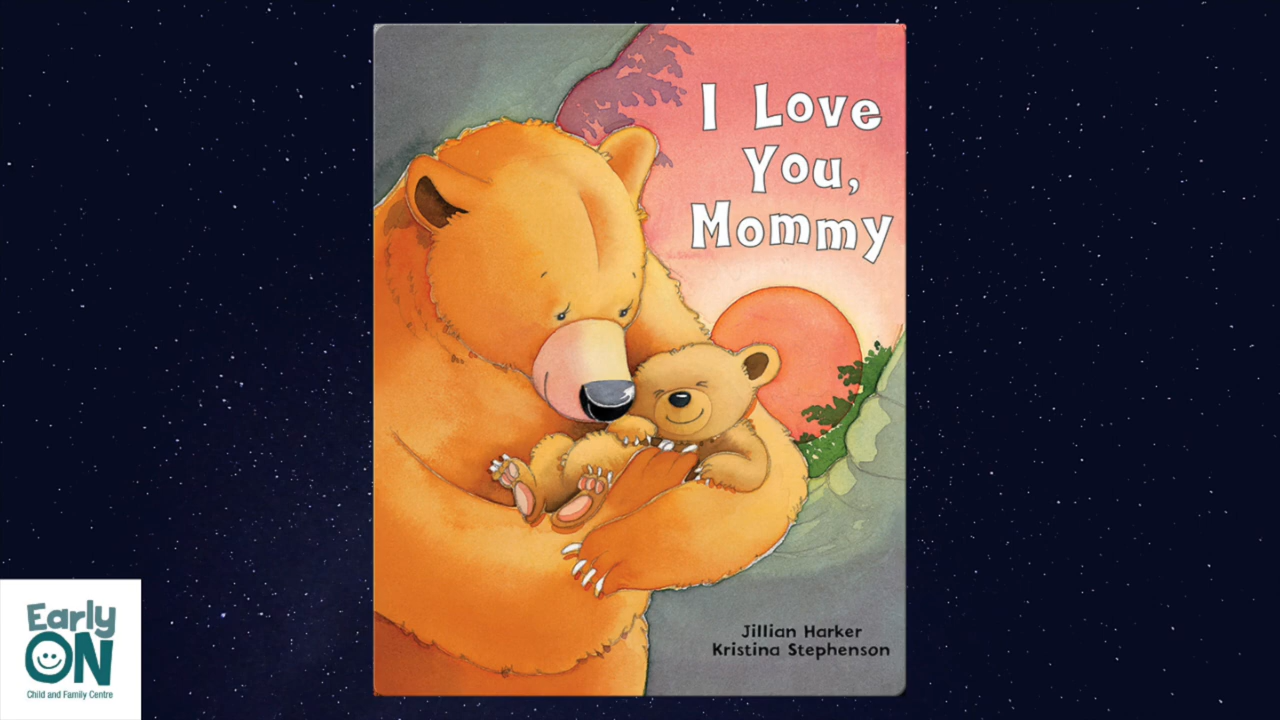 I Love
You,
Mommy
Jillian Harker
Kristina Stephenson
Early
ON
Child and Family Centre